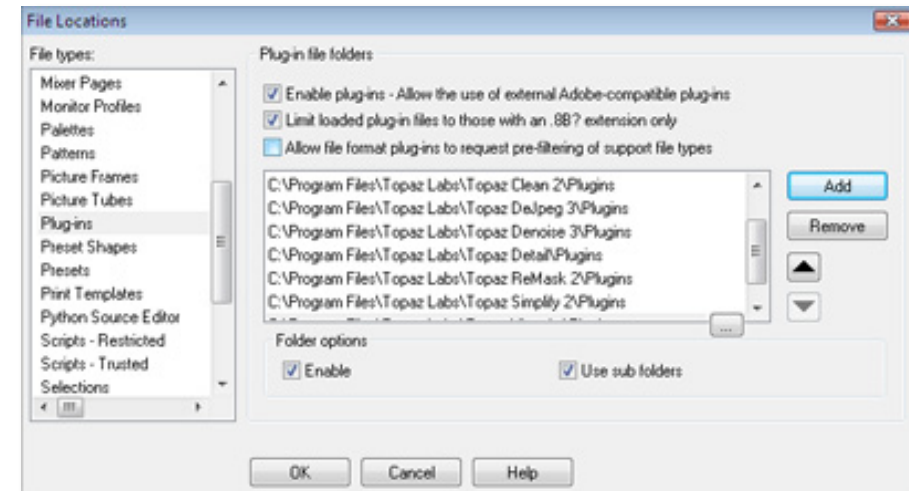 File Locations
File types:
Mixer Pages
Monitor Profiles
Palettes
Patterns
Picture Frames
Picture Tubes
Plug-ins
Preset Shapes
Presets
Print Templates
Python Source Editor
Scripts - Restricted
Scripts - Trusted
Selections
Plug-in file folders
Enable plug-ins - Allow the use of external Adobe-compatible plug-ins
Limit loaded plug-in files to those with an .8B? extension only
Allow file format plug-ins to request pre-filtering of support file types
C:\Program Files\Topaz Labs\Topaz Clean 2\Plugins
C:\Program Files\Topaz Labs\Topaz DeJpeg 3\Plugins
C:\Program Files\Topaz Labs\Topaz Denoise 3\Plugins
C:\Program Files\Topaz Labs\Topaz Detail\Plugins
C:\Program Files\Topaz Labs\Topaz ReMask 2\Plugins
C:\Program Files\Topaz Labs\Topaz Simplify 2\Plugins
...
Add
Remove
Folder options
Enable
Use sub folders
OK
Cancel
Help